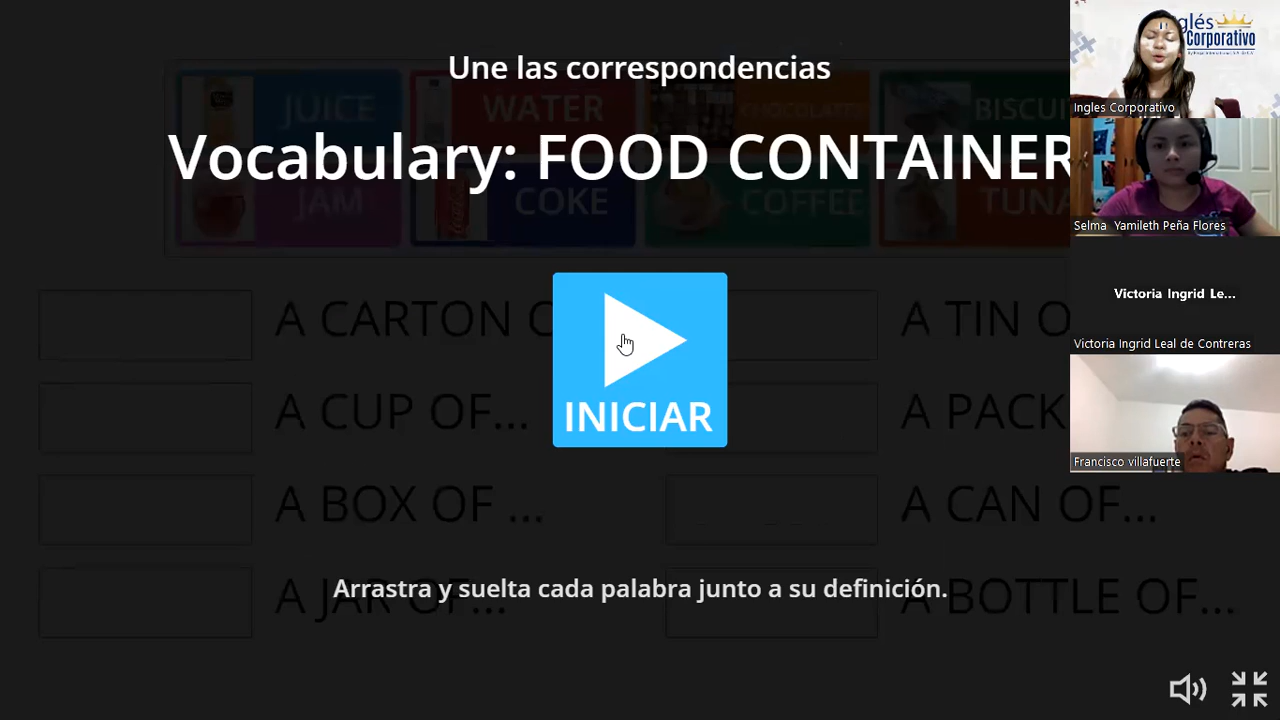 Une las correspondencias
Vocabulary: FOOD CONTAINER
JUICE
WATER
CHOCOLATES
JAM
COKE
COFFEE
A CUP OF...
A BOX OF ...
A JAR OF...
A CARTON
A TIN
A PACK
A CAN OF...
A BOTTLE OF...
INICIAR
Arrastra y suelta cada palabra junto a su definición.
Inglés
Corporativo
Ingles Corporativo
Selma Yamileth Peña Flores
Victoria Ingrid Le...
Victoria Ingrid Leal de Contreras
Francisco villafuerte